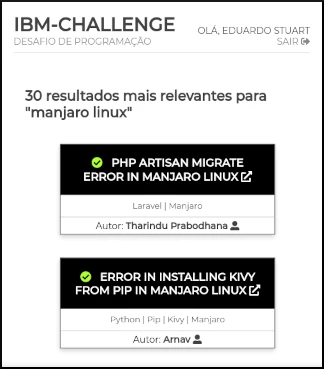 IBM-CHALLENGE
DESAFIO DE PROGRAMAÇÃO
OLÁ, EDUARDO STUART
SAIR
30 resultados mais relevantes para
"manjaro linux"
PHP ARTISAN MIGRATE
ERROR IN MANJARO LINUX
Laravel | Manjaro
Autor: Tharindu Prabodhana
ERROR IN INSTALLING KIVY
FROM PIP IN MANJARO LINUX
Python | Pip | Kivy | Manjaro
Autor: Arnav